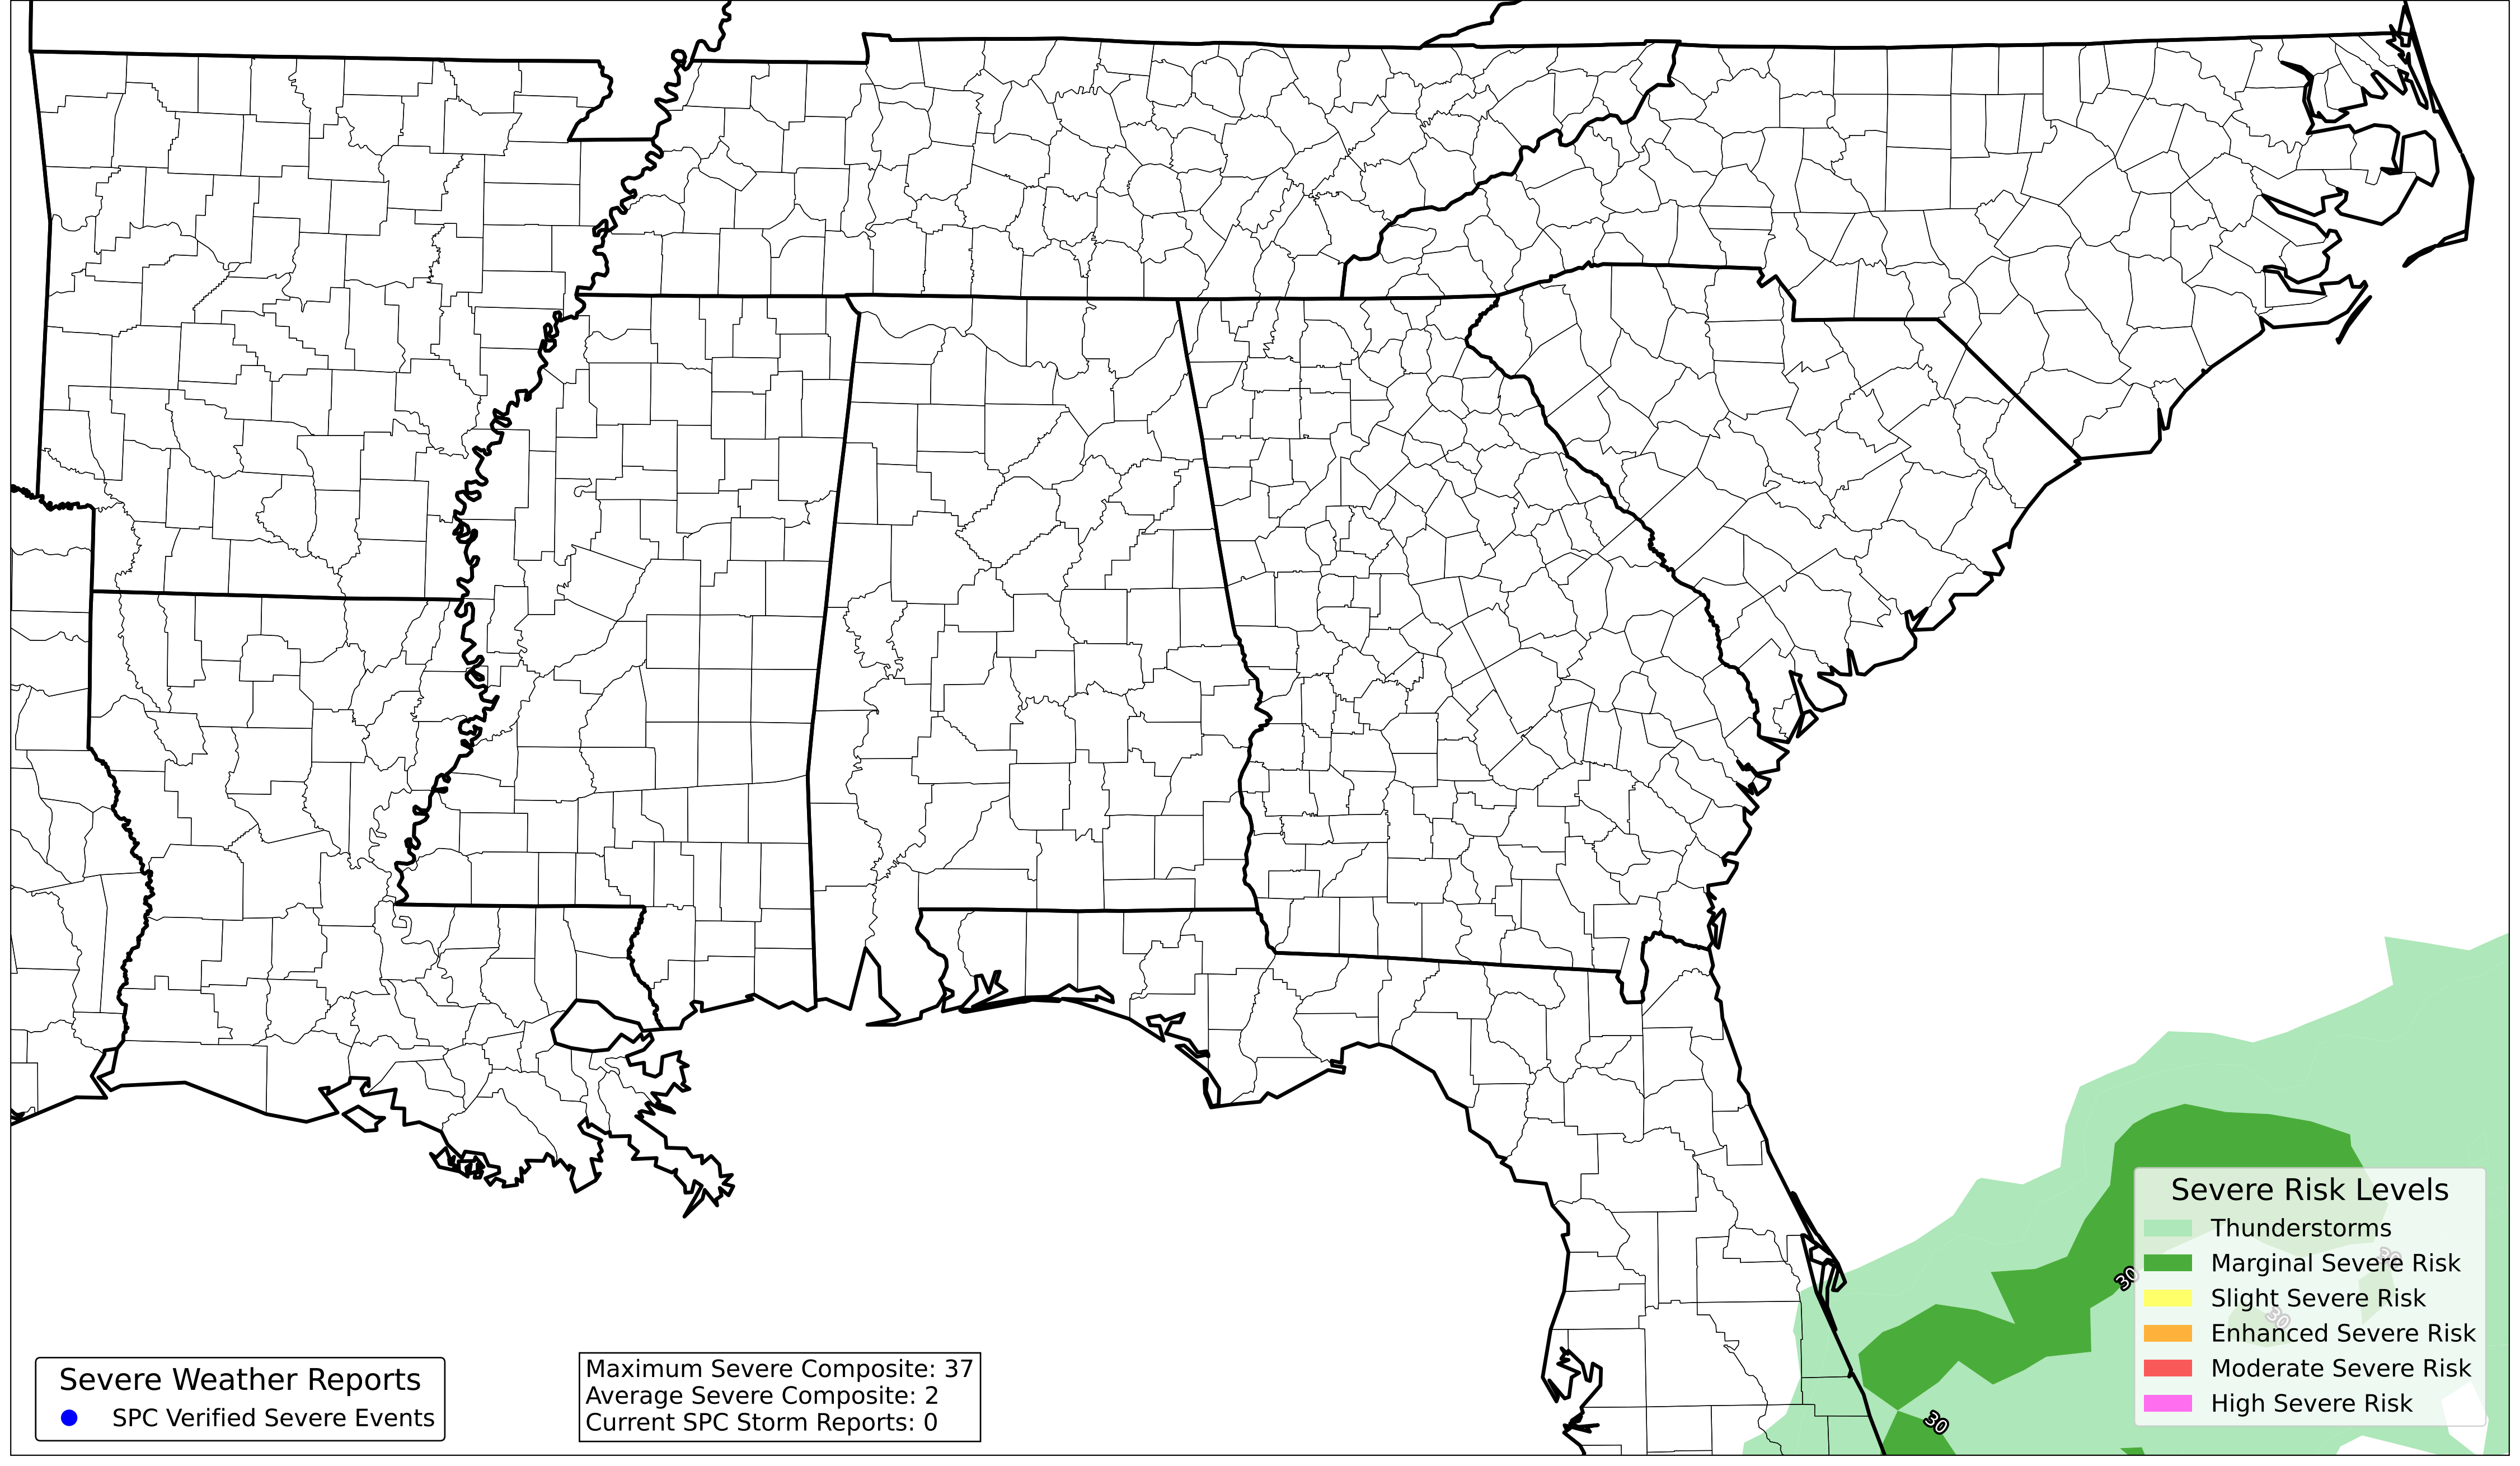 Severe Risk Levels
Thunderstorms
Marginal Severe Risk
Slight Severe Risk
Enhanced Severe Risk
Moderate Severe Risk
High Severe Risk
30
30
30
30
Severe Weather Reports
SPC Verified Severe Events
Maximum Severe Composite: 37
Average Severe Composite: 2
Current SPC Storm Reports: 0